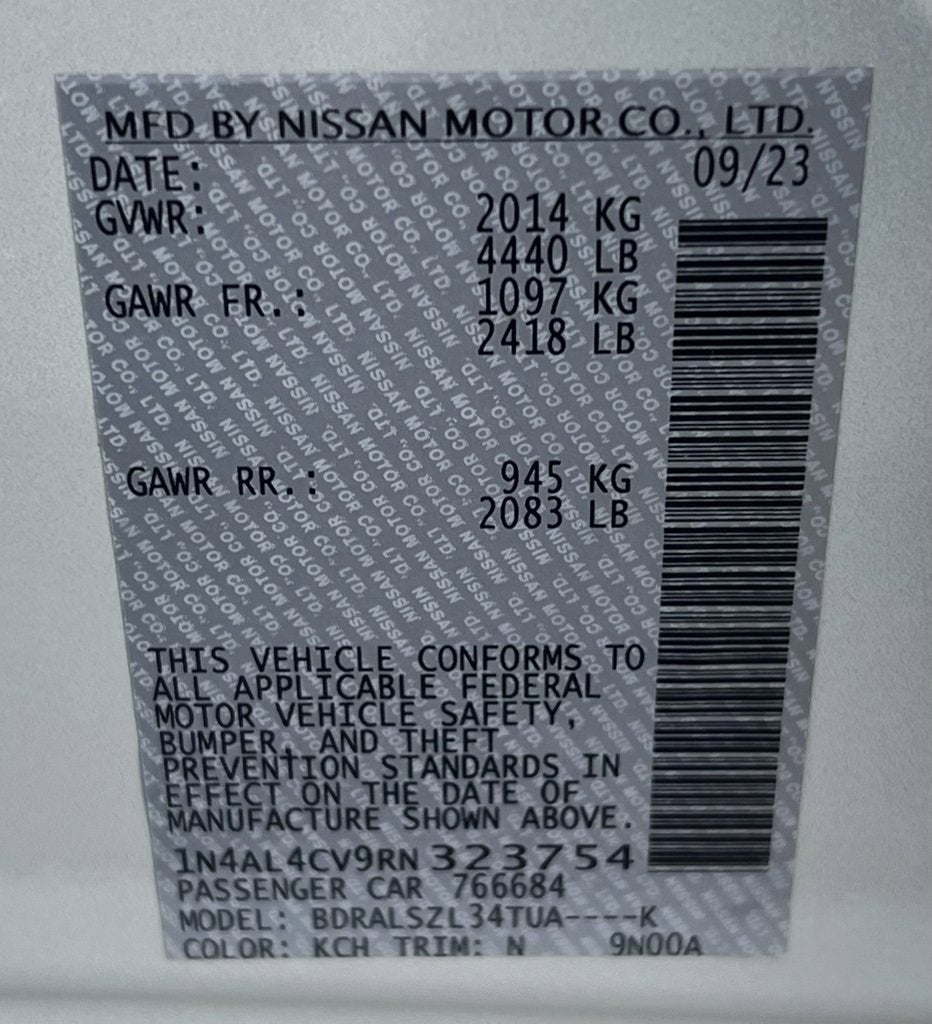 MFD BY NISSAN MOTOR CO., LTD.
DATE: 09/23
GVWR: 2014 KG
4440 LB
GAWR FR.: 1097 KG
2418 LB
GAWR RR.: 945 KG
2083 LB
THIS VEHICLE CONFORMS TO
ALL APPLICABLE FEDERAL
MOTOR VEHICLE SAFETY,
BUMPER, AND THEFT
PREVENTION STANDARDS IN
EFFECT ON THE DATE OF
MANUFACTURE SHOWN ABOVE.
1N4AL4CV9RN323754
PASSENGER CAR 766684
MODEL: BDRALSZL34TUA----K
COLOR: KCH TRIM: N 9N00A